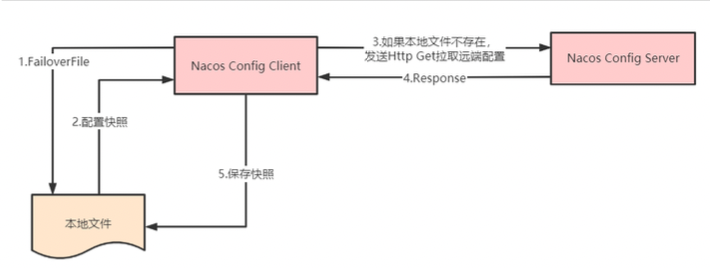 3.如果本地文件不存在,
发送Http Get拉取远端配置
1.FailoverFile
Nacos Config Client
Nacos Config Server
4.Response
2.配置快照
5.保存快照
本地文件